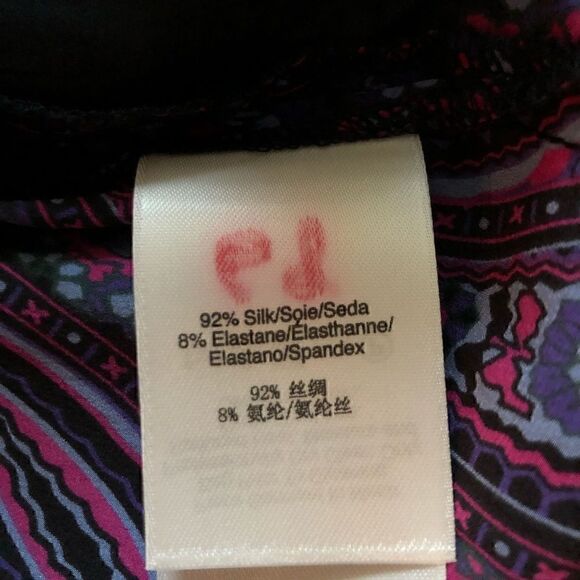 92% Silk/Soie/Seda
8% Elastane/Élasthanne/
Elastano/Spandex
92% 丝绸
8% 氨纶/氨纶丝